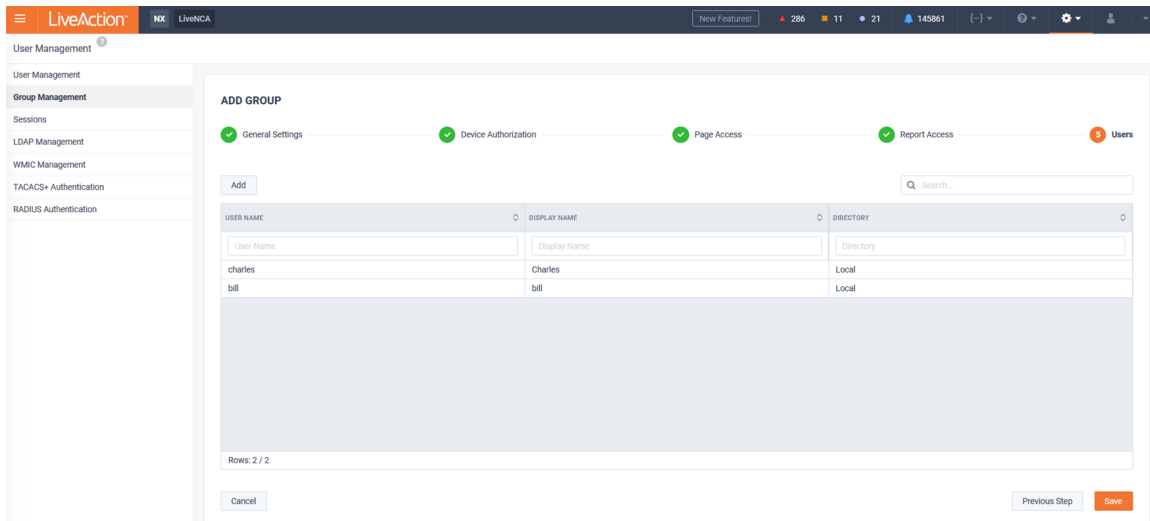 LiveAction
NX LiveNCA New Features! 286 11 21 145861 {-}
User Management
User Management
Group Management
Sessions
LDAP Management
WMIC Management
TACACS+ Authentication
RADIUS Authentication
ADD GROUP
General Settings Device Authorization Page Access Report Access 5 Users
Add Search...
USER NAME DISPLAY NAME DIRECTORY
User Name Display Name Directory
charles Charles Local
bill bill Local
Rows: 2 / 2
Cancel Previous Step Save